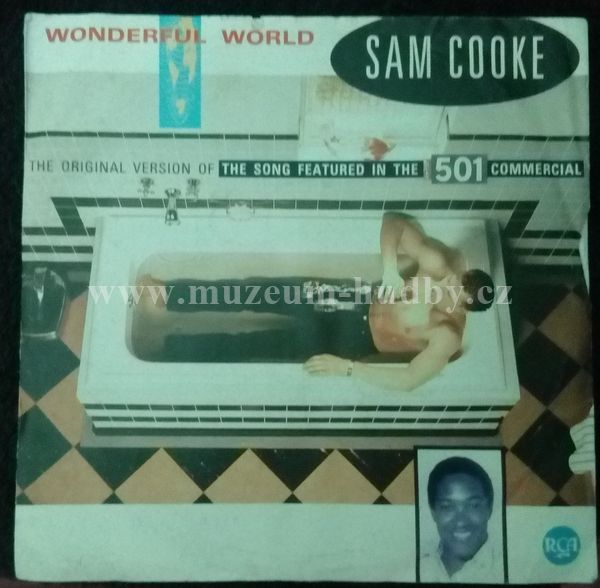 WONDERFUL WORLD
SAM COOKE
THE ORIGINAL VERSION OF THE SONG FEATURED IN THE 501 COMMERCIAL
www.muzeum-hudby.cz
RCA